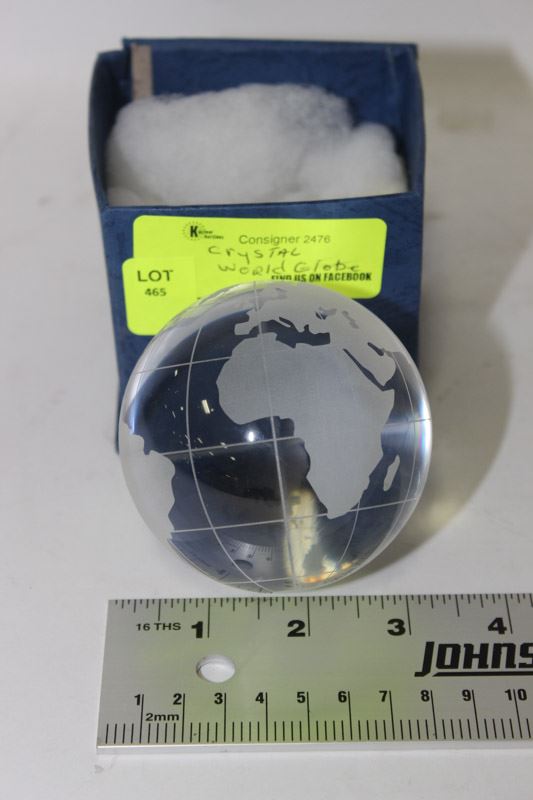 Consigner 2476
CRYSTAL
World Globe
FIND US ON FACEBOOK
LOT
465
16 THS 1 2 3 4
JOHNS
1 2 3 4 5 6 7 8 9 10
2mm